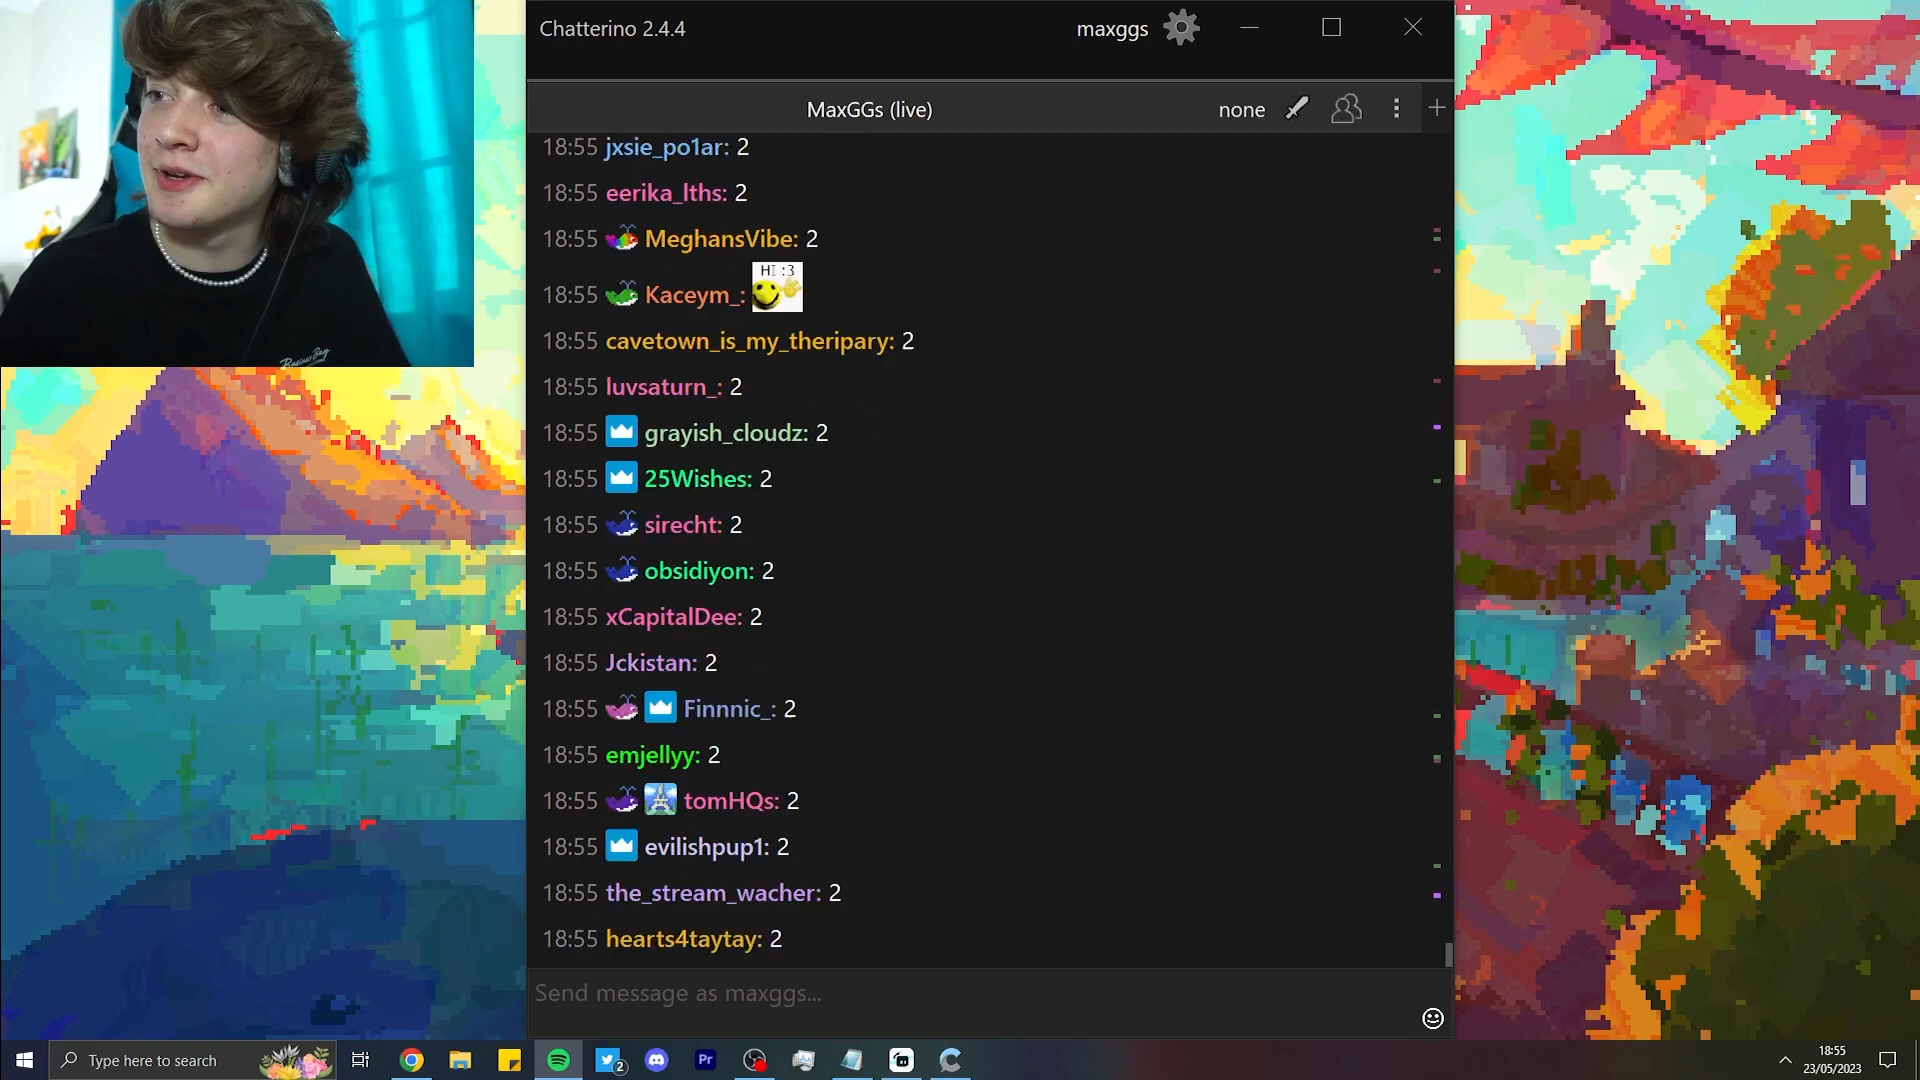 Chatterino 2.4.4
maxggs
MaxGGs (live)
none
18:55 jxsie_po1ar: 2
18:55 eerika_lths: 2
18:55 MeghansVibe: 2
HI :3
18:55 Kaceym_:
18:55 cavetown_is_my_theripary: 2
18:55 luvsaturn_: 2
18:55 grayish_cloudz: 2
18:55 25Wishes: 2
18:55 sirecht: 2
18:55 obsidiyon: 2
18:55 xCapitalDee: 2
18:55 Jckistan: 2
18:55 Finnnic_: 2
18:55 emjellyy: 2
18:55 tomHQs: 2
18:55 evilishpup1: 2
18:55 the_stream_wacher: 2
18:55 hearts4taytay: 2
Send message as maxggs...
Type here to search
2
Pr
18:55
23/05/2023